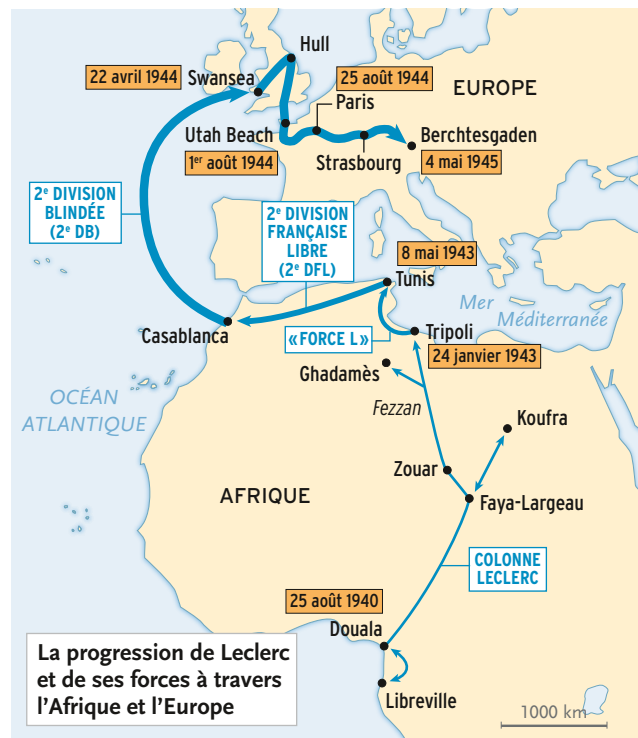 Hull
22 avril 1944
Swansea
25 août 1944
EUROPE
Paris
Utah Beach
Berchtesgaden
1er août 1944
Strasbourg
4 mai 1945
2e DIVISION
BLINDÉE
(2e DB)
2e DIVISION
FRANÇAISE
LIBRE
(2e DFL)
8 mai 1943
Tunis
Mer
Méditerranée
Casablanca
«FORCE L»
Tripoli
24 janvier 1943
Ghadamès
OCÉAN
ATLANTIQUE
Fezzan
Koufra
Zouar
AFRIQUE
Faya-Largeau
COLONNE
LECLERC
25 août 1940
Douala
La progression de Leclerc
et de ses forces à travers
l'Afrique et l'Europe
Libreville
1000 km